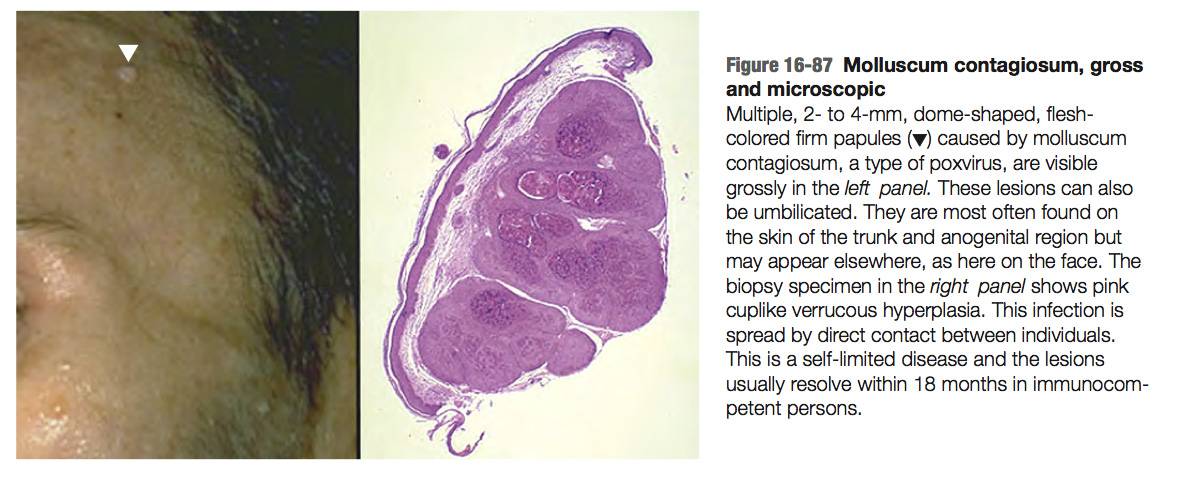 Figure 16-87 Molluscum contagiosum, gross
and microscopic
Multiple, 2- to 4-mm, dome-shaped, flesh-
colored firm papules (▼) caused by molluscum
contagiosum, a type of poxvirus, are visible
grossly in the left panel. These lesions can also
be umbilicated. They are most often found on
the skin of the trunk and anogenital region but
may appear elsewhere, as here on the face. The
biopsy specimen in the right panel shows pink
cuplike verrucous hyperplasia. This infection is
spread by direct contact between individuals.
This is a self-limited disease and the lesions
usually resolve within 18 months in immunocom-
petent persons.